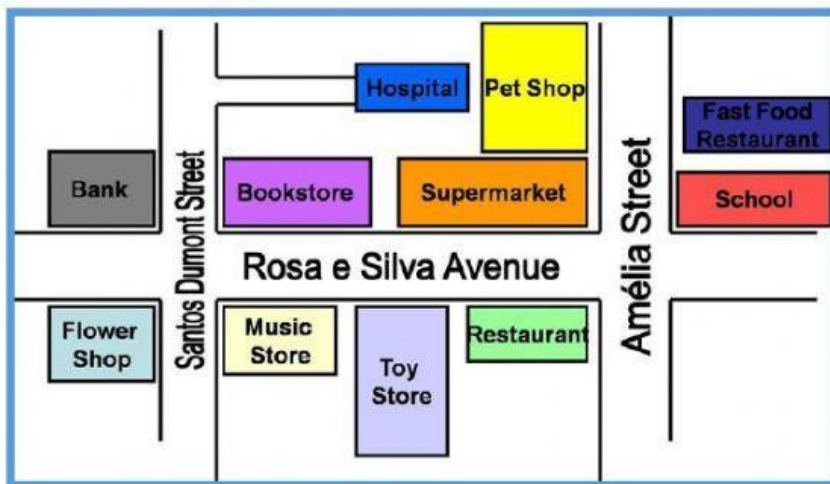 Hospital
Pet Shop
Fast Food
Restaurant
Bank
Santos Dumont Street
Bookstore
Supermarket
Amélia Street
School
Rosa e Silva Avenue
Flower
Shop
Music
Store
Toy
Store
Restaurant